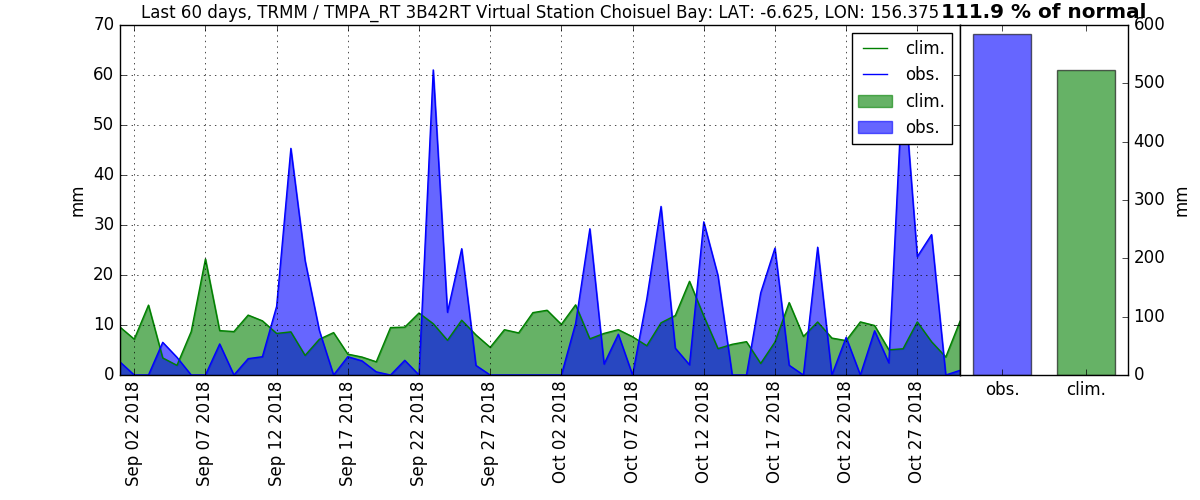 Last 60 days, TRMM / TMPA_RT 3B42RT Virtual Station Choisuel Bay: LAT: -6.625, LON: 156.375 111.9 % of normal
70
60
50
40
30
20
10
0
mm
clim.
obs.
clim.
obs.
Sep 02 2018
Sep 07 2018
Sep 12 2018
Sep 17 2018
Sep 22 2018
Sep 27 2018
Oct 02 2018
Oct 07 2018
Oct 12 2018
Oct 17 2018
Oct 22 2018
Oct 27 2018
600
500
400
300
200
100
0
mm
obs.
clim.